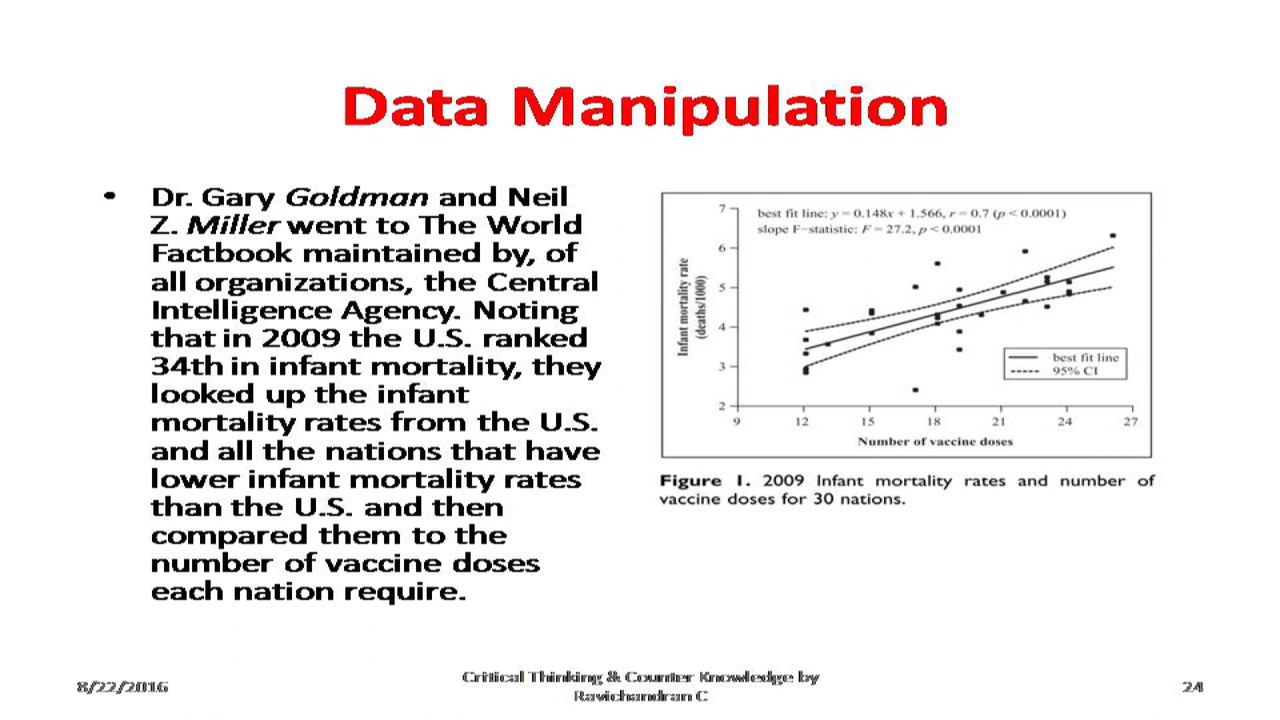 Data Manipulation
• Dr. Gary Goldman and Neil
Z. Miller went to The World
Factbook maintained by, of
all organizations, the Central
Intelligence Agency. Noting
that in 2009 the U.S. ranked
34th in infant mortality, they
looked up the infant
mortality rates from the U.S.
and all the nations that have
lower infant mortality rates
than the U.S. and then
compared them to the
number of vaccine doses
each nation require.
best fit line: y = 0.148x + 1.566, r = 0.7 (p < 0.0001)
slope F-statistic: F = 27.2, p < 0.0001
Infant mortality rate
(deaths/1000)
7
6
5
4
3
2
best fit line
95% CI
9 12 15 18 21 24 27
Number of vaccine doses
Figure 1. 2009 Infant mortality rates and number of
vaccine doses for 30 nations.
8/22/2016
Critical Thinking & Counter Knowledge by
Ravichandran C
24